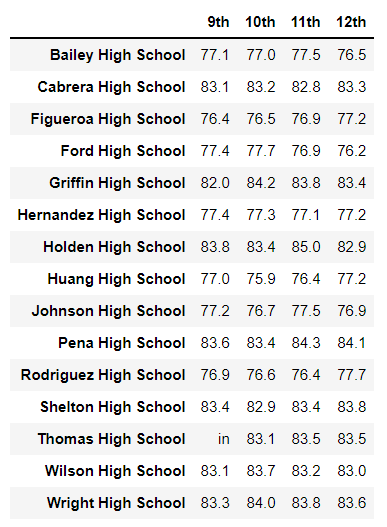 9th 10th 11th 12th
Bailey High School 77.1 77.0 77.5 76.5
Cabrera High School 83.1 83.2 82.8 83.3
Figueroa High School 76.4 76.5 76.9 77.2
Ford High School 77.4 77.7 76.9 76.2
Griffin High School 82.0 84.2 83.8 83.4
Hernandez High School 77.4 77.3 77.1 77.2
Holden High School 83.8 83.4 85.0 82.9
Huang High School 77.0 75.9 76.4 77.2
Johnson High School 77.2 76.7 77.5 76.9
Pena High School 83.6 83.4 84.3 84.1
Rodriguez High School 76.9 76.6 76.4 77.7
Shelton High School 83.4 82.9 83.4 83.8
Thomas High School in 83.1 83.5 83.5
Wilson High School 83.1 83.7 83.2 83.0
Wright High School 83.3 84.0 83.8 83.6